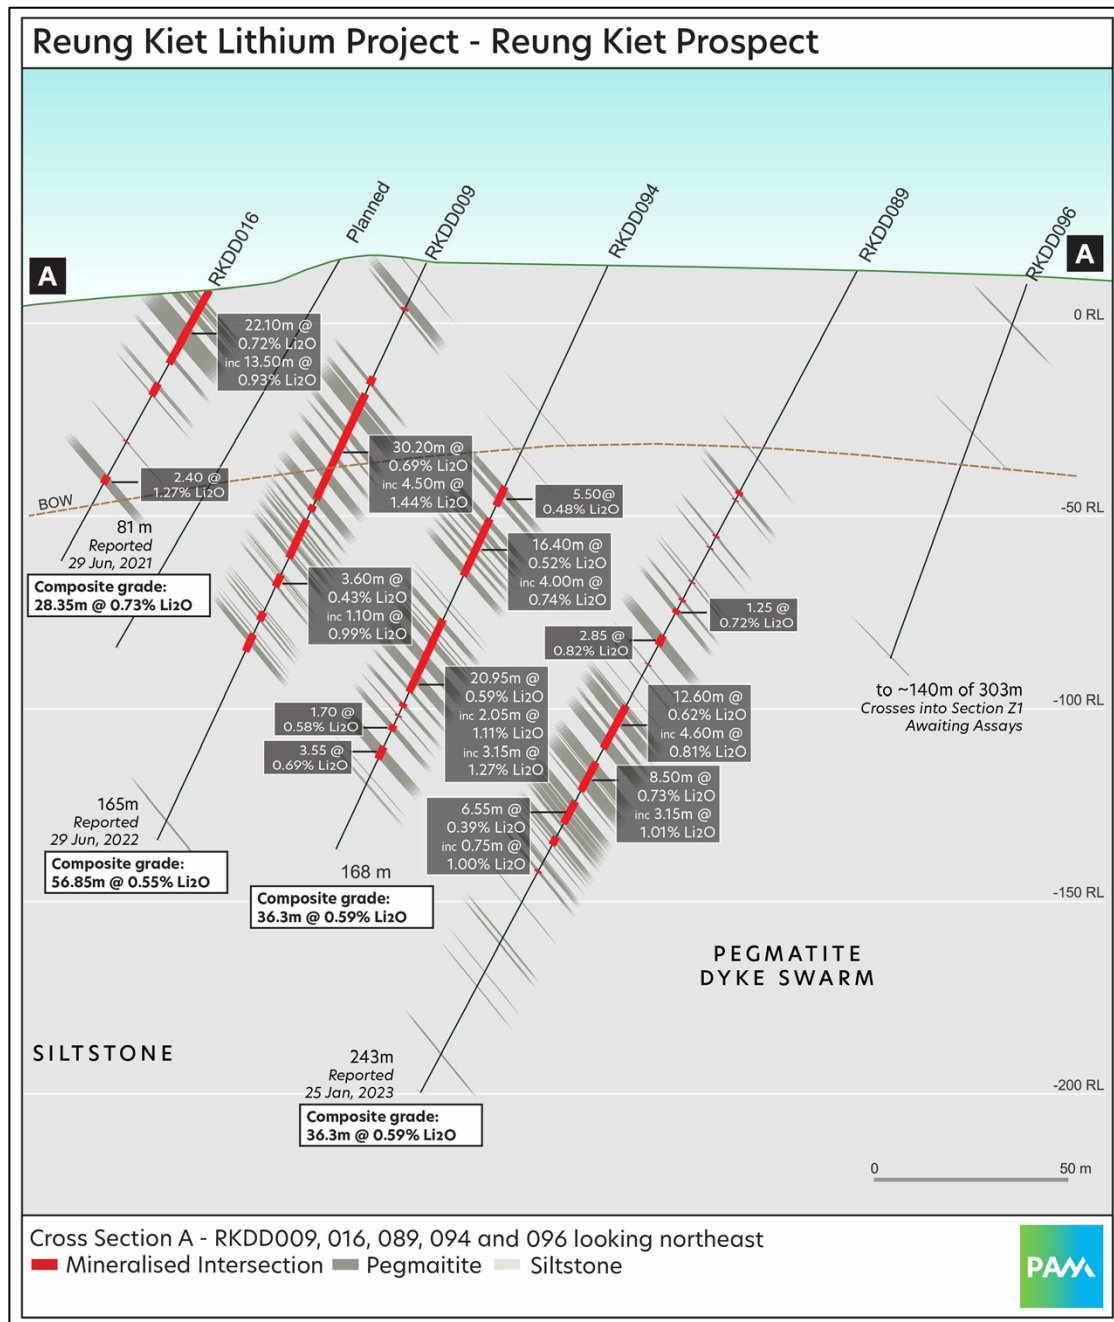 Reung Kiet Lithium Project - Reung Kiet Prospect
A
RKDD016
Planned
RKDD009
RKDD094
RKDD089
RKDD096
A
0 RL
22.10m @
0.72% Li2O
inc 13.50m @
0.93% Li2O
30.20m @
0.69% Li2O
inc 4.50m @
1.44% Li2O
2.40 @
1.27% Li2O
BOW
5.50@
0.48% Li2O
-50 RL
81 m
Reported
29 Jun, 2021
Composite grade:
28.35m @ 0.73% Li2O
16.40m @
0.52% Li2O
inc 4.00m @
0.74% Li2O
3.60m @
0.43% Li2O
inc 1.10m @
0.99% Li2O
1.25 @
0.72% Li2O
2.85 @
0.82% Li2O
20.95m @
0.59% Li2O
inc 2.05m @
1.11% Li2O
inc 3.15m @
1.27% Li2O
12.60m @
0.62% Li2O
inc 4.60m @
0.81% Li2O
to ~140m of 303m
Crosses into Section Z1
Awaiting Assays
-100 RL
1.70 @
0.58% Li2O
3.55 @
0.69% Li2O
8.50m @
0.73% Li2O
inc 3.15m @
1.01% Li2O
6.55m @
0.39% Li2O
inc 0.75m @
1.00% Li2O
165m
Reported
29 Jun, 2022
Composite grade:
56.85m @ 0.55% Li2O
168 m
Composite grade:
36.3m @ 0.59% Li2O
-150 RL
PEGMATITE
DYKE SWARM
SILTSTONE
243m
Reported
25 Jan, 2023
Composite grade:
36.3m @ 0.59% Li2O
-200 RL
0 50 m
Cross Section A - RKDD009, 016, 089, 094 and 096 looking northeast
Mineralised Intersection Pegmaitite Siltstone
PAM